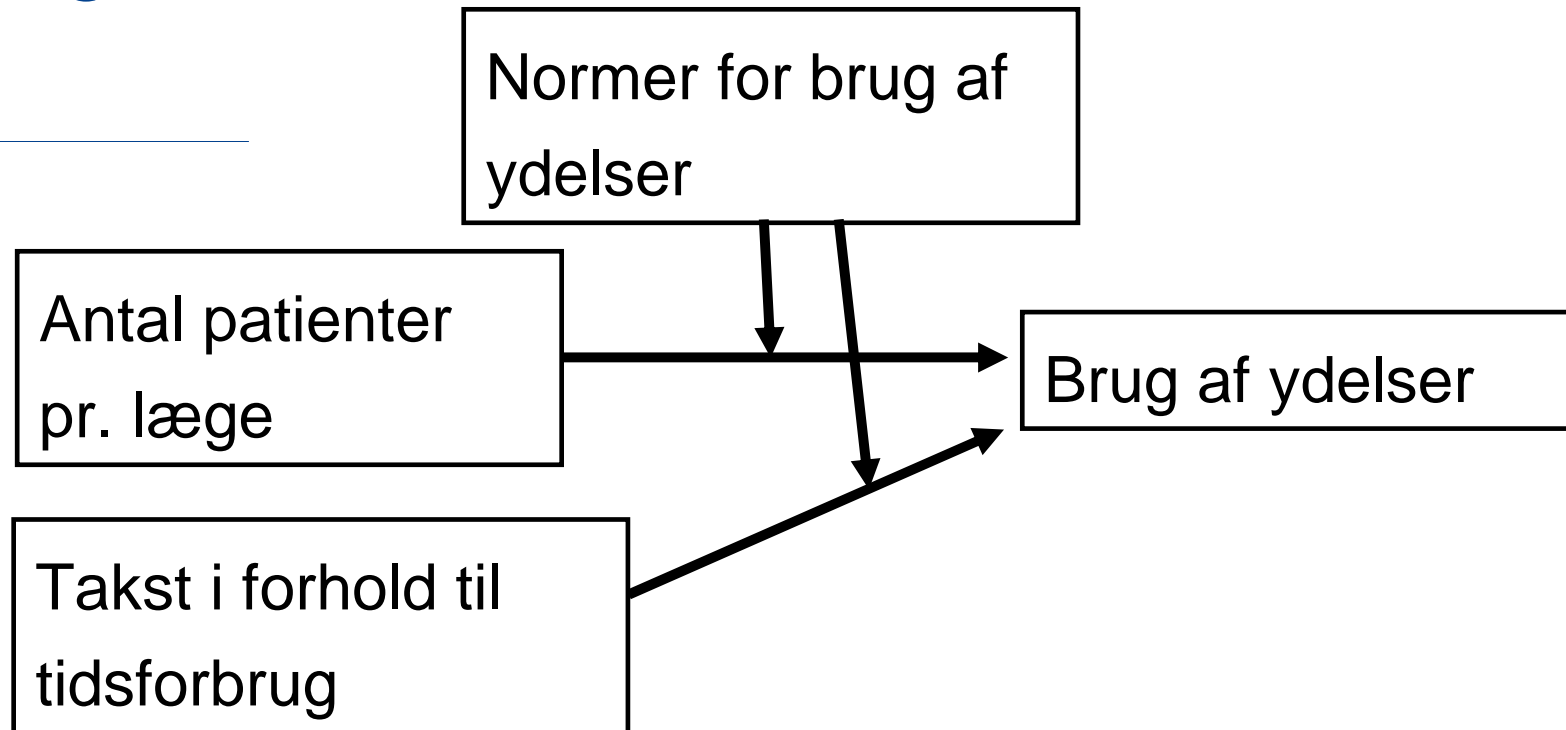 Normer for brug af
ydelser
Antal patienter
pr. læge
Brug af ydelser
Takst i forhold til
tidsforbrug